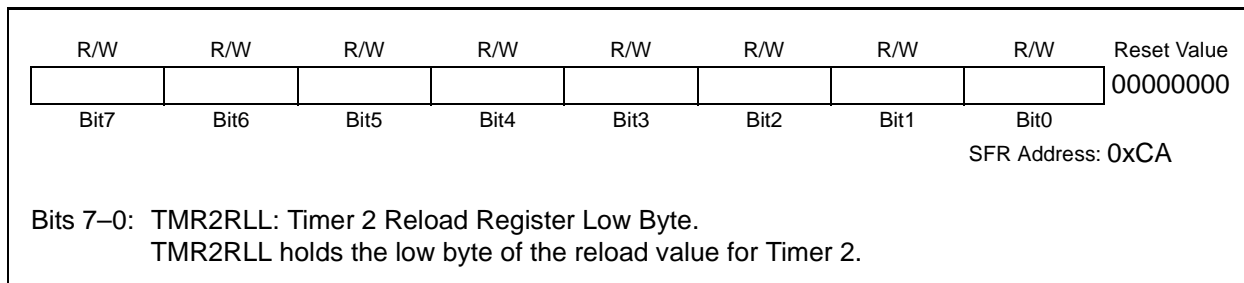 R/W R/W R/W R/W R/W R/W R/W R/W Reset Value
00000000
Bit7 Bit6 Bit5 Bit4 Bit3 Bit2 Bit1 Bit0
SFR Address: 0xCA
Bits 7–0: TMR2RLL: Timer 2 Reload Register Low Byte.
TMR2RLL holds the low byte of the reload value for Timer 2.